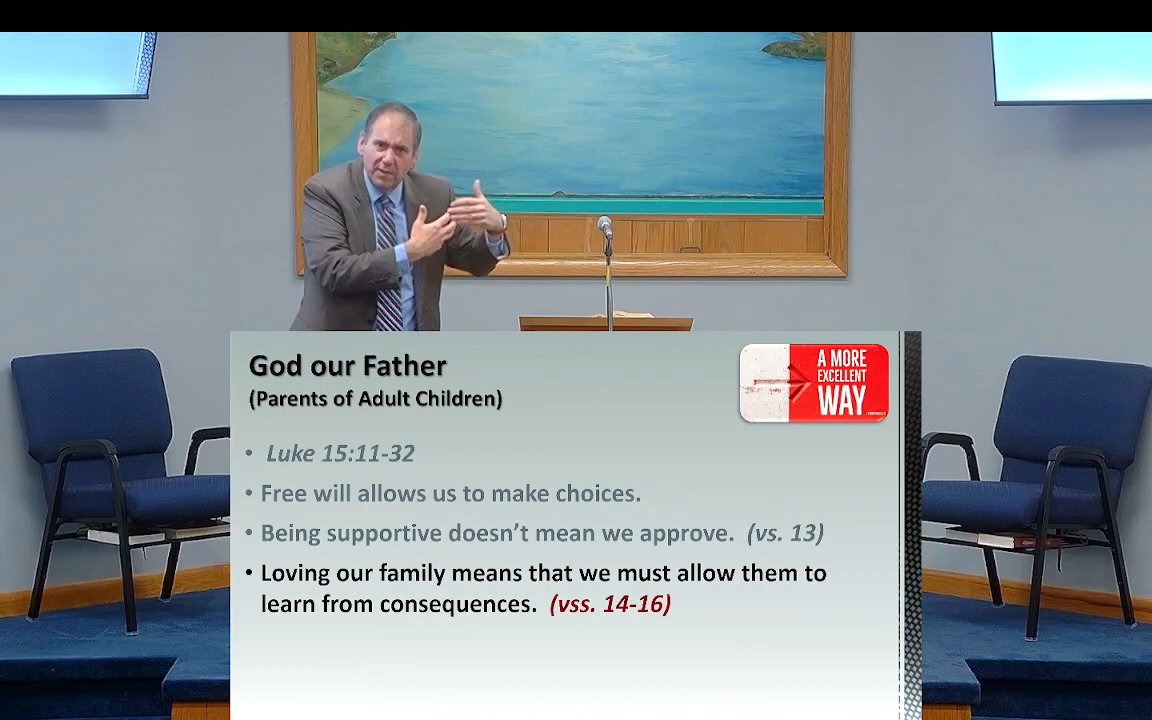 God our Father
(Parents of Adult Children)
A MORE
EXCELLENT
WAY
• Luke 15:11-32
• Free will allows us to make choices.
• Being supportive doesn’t mean we approve. (vs. 13)
• Loving our family means that we must allow them to
learn from consequences. (vss. 14-16)